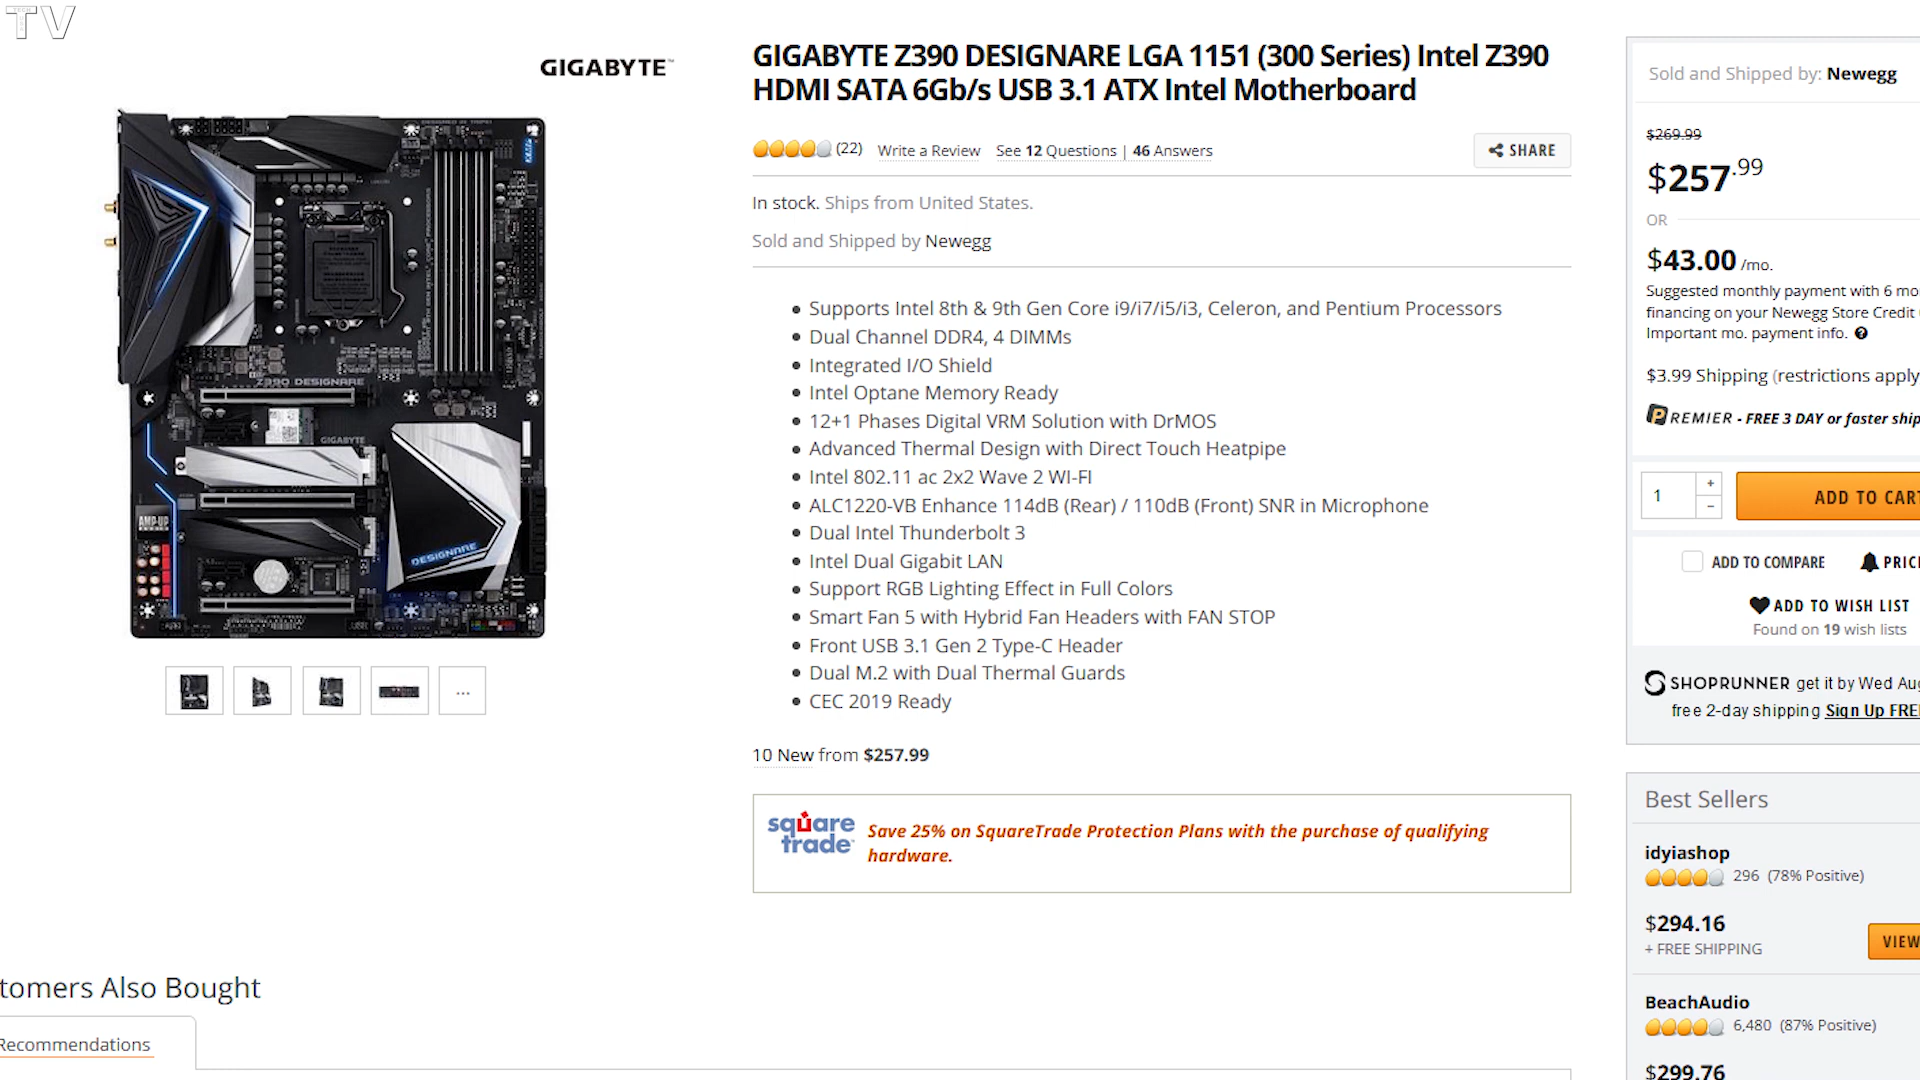 TV
GIGABYTE™
DESIGNARE
Z390 DESIGNARE
GIGABYTE
AMP-UP
DESIGNARE
...
GIGABYTE Z390 DESIGNARE LGA 1151 (300 Series) Intel Z390
HDMI SATA 6Gb/s USB 3.1 ATX Intel Motherboard
(22) Write a Review See 12 Questions | 46 Answers
SHARE
In stock. Ships from United States.
Sold and Shipped by Newegg
Supports Intel 8th & 9th Gen Core i9/i7/i5/i3, Celeron, and Pentium Processors
Dual Channel DDR4, 4 DIMMs
Integrated I/O Shield
Intel Optane Memory Ready
12+1 Phases Digital VRM Solution with DrMOS
Advanced Thermal Design with Direct Touch Heatpipe
Intel 802.11 ac 2x2 Wave 2 WI-FI
ALC1220-VB Enhance 114dB (Rear) / 110dB (Front) SNR in Microphone
Dual Intel Thunderbolt 3
Intel Dual Gigabit LAN
Support RGB Lighting Effect in Full Colors
Smart Fan 5 with Hybrid Fan Headers with FAN STOP
Front USB 3.1 Gen 2 Type-C Header
Dual M.2 with Dual Thermal Guards
CEC 2019 Ready
10 New from $257.99
square trade
Save 25% on SquareTrade Protection Plans with the purchase of qualifying
hardware.
tomers Also Bought
Recommendations
Sold and Shipped by: Newegg
$269.99
$257.99
OR
$43.00 /mo.
Suggested monthly payment with 6 mo
financing on your Newegg Store Credit
Important mo. payment info.
$3.99 Shipping (restrictions apply
PREMIER - FREE 3 DAY or faster ship
1 + -
ADD TO CART
ADD TO COMPARE
PRIC
ADD TO WISH LIST
Found on 19 wish lists
SHOPRUNNER get it by Wed Aug
free 2-day shipping Sign Up FREE
Best Sellers
idyiashop
296 (78% Positive)
$294.16
+ FREE SHIPPING
VIEW
BeachAudio
6,480 (87% Positive)
$299.76